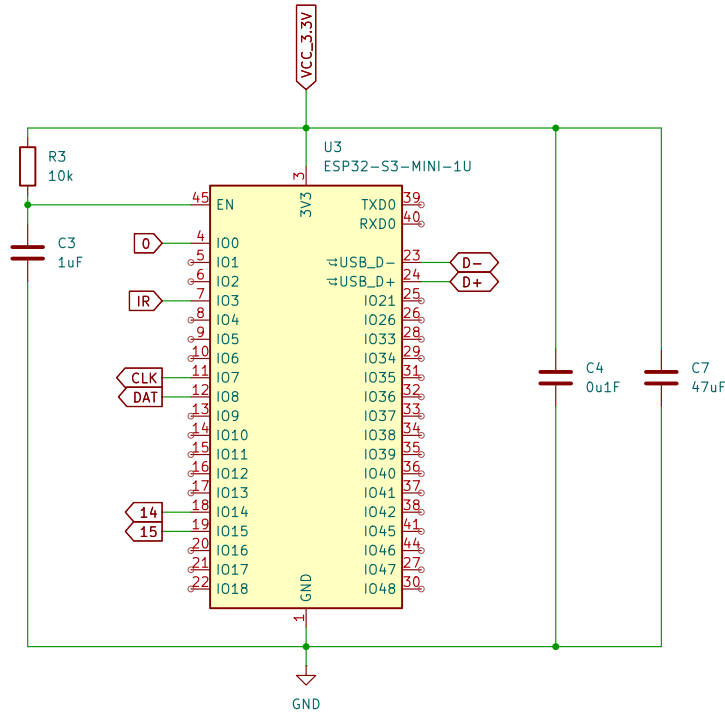 VCC_3.3V
U3
ESP32-S3-MINI-1U
R3
10k
C3
1uF
C4
0u1F
C7
47uF
3
3V3
45 EN
0 4 IO0
5 IO1
6 IO2
IR 7 IO3
8 IO4
9 IO5
10 IO6
CLK 11 IO7
DAT 12 IO8
13 IO9
14 IO10
15 IO11
16 IO12
17 IO13
14 18 IO14
15 19 IO15
20 IO16
21 IO17
22 IO18
TXD0 39
RXD0 40
USB_D- 23 D-
USB_D+ 24 D+
IO21 25
IO26 26
IO33 28
IO34 29
IO35 31
IO36 32
IO37 33
IO38 34
IO39 35
IO40 36
IO41 37
IO42 38
IO45 41
IO46 44
IO47 27
IO48 30
GND
1
GND